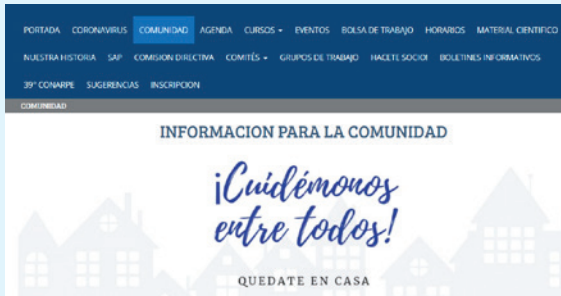 PORTADA CORONAVIRUS COMUNIDAD AGENDA CURSOS EVENTOS BOLSA DE TRABAJO HORARIOS MATERIAL CIENTIFICO
NUESTRA HISTORIA SAP COMISION DIRECTIVA COMITÉS GRUPOS DE TRABAJO HACETE SOCIO! BOLETINES INFORMATIVOS
39° CONARPE SUGERENCIAS INSCRIPCION
COMUNIDAD
INFORMACION PARA LA COMUNIDAD
¡Cuidémonos
entre todos!
QUEDATE EN CASA